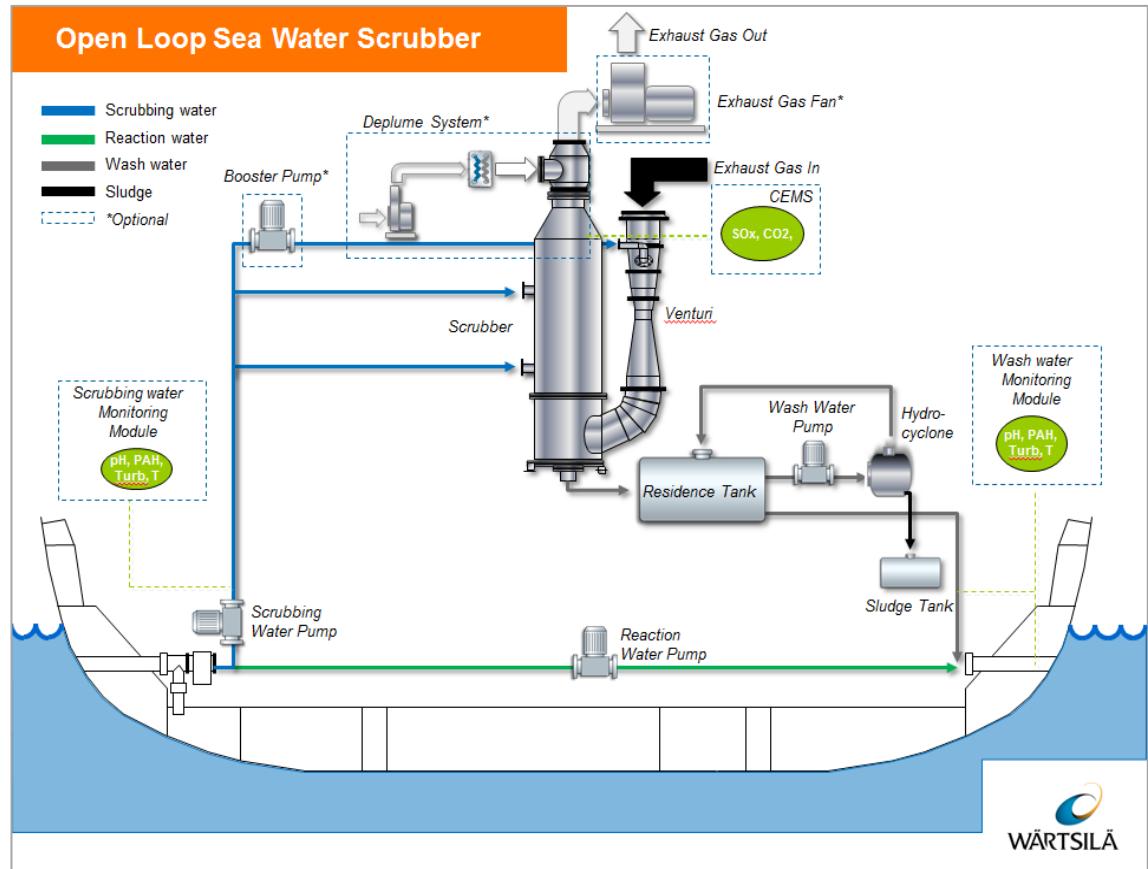 Open Loop Sea Water Scrubber
Exhaust Gas Out
Scrubbing water
Reaction water
Wash water
Sludge
*Optional
Deplume System*
Exhaust Gas Fan*
Booster Pump*
Exhaust Gas In
CEMS
SOx, CO2,
Venturi
Scrubber
Scrubbing water
Monitoring
Module
pH, PAH,
Turb, T
Wash water
Monitoring
Module
pH, PAH,
Turb, T
Wash Water
Pump
Hydro-
cyclone
Residence Tank
Sludge Tank
Scrubbing
Water Pump
Reaction
Water Pump
WÄRTSILÄ